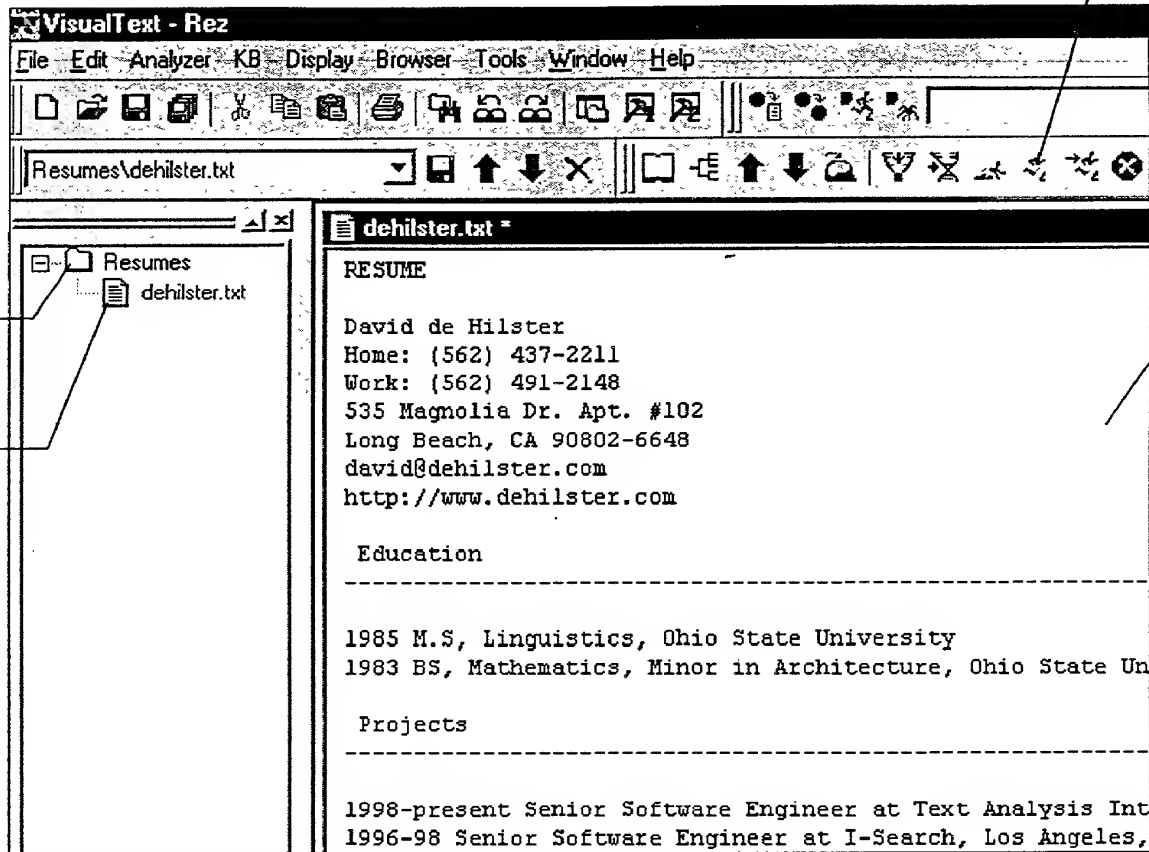 VisualText - Rez
File Edit Analyzer KB Display Browser Tools Window Help
Resumes\dehilster.txt
Resumes
dehilster.txt
dehilster.txt *
RESUME
David de Hilster
Home: (562) 437-2211
Work: (562) 491-2148
535 Magnolia Dr. Apt. #102
Long Beach, CA 90802-6648
david@dehilster.com
http://www.dehilster.com
Education
------------------------------------------------------------
1985 M.S, Linguistics, Ohio State University
1983 BS, Mathematics, Minor in Architecture, Ohio State Un
Projects
------------------------------------------------------------
1998-present Senior Software Engineer at Text Analysis Int
1996-98 Senior Software Engineer at I-Search, Los Angeles,